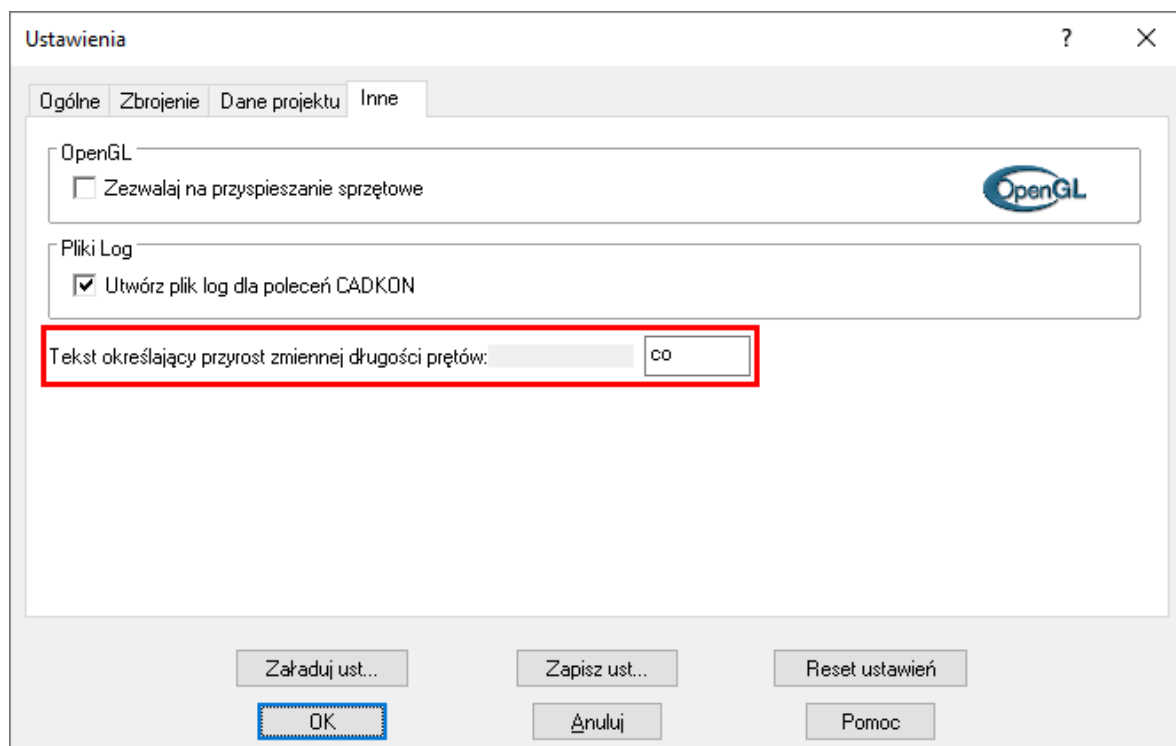 Ustawienia ?
Ogólne Zbrojenie Dane projektu Inne
OpenGL
Zezwalaj na przyspieszanie sprzętowe OpenGL
Pliki Log
Utwórz plik log dla poleceń CADKON
Tekst określający przyrost zmiennej długości prętów: co
Załaduj ust... Zapisz ust... Reset ustawień
OK Anuluj Pomoc